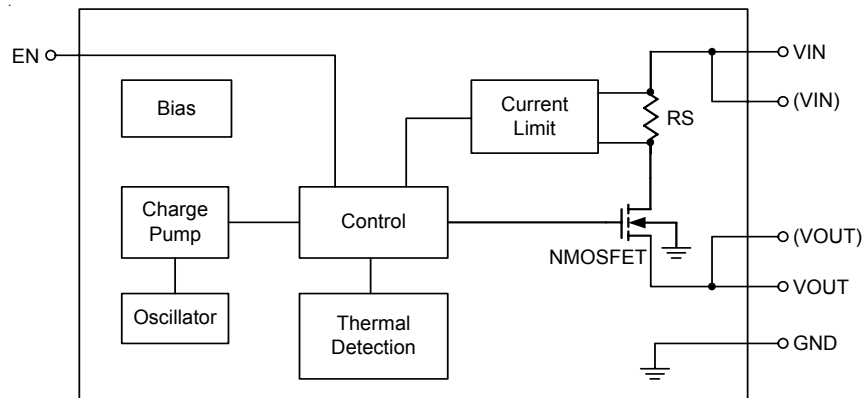 EN
VIN
Bias
Current
Limit
RS
(VIN)
Charge
Pump
Control
NMOSFET
(VOUT)
VOUT
Oscillator
Thermal
Detection
GND